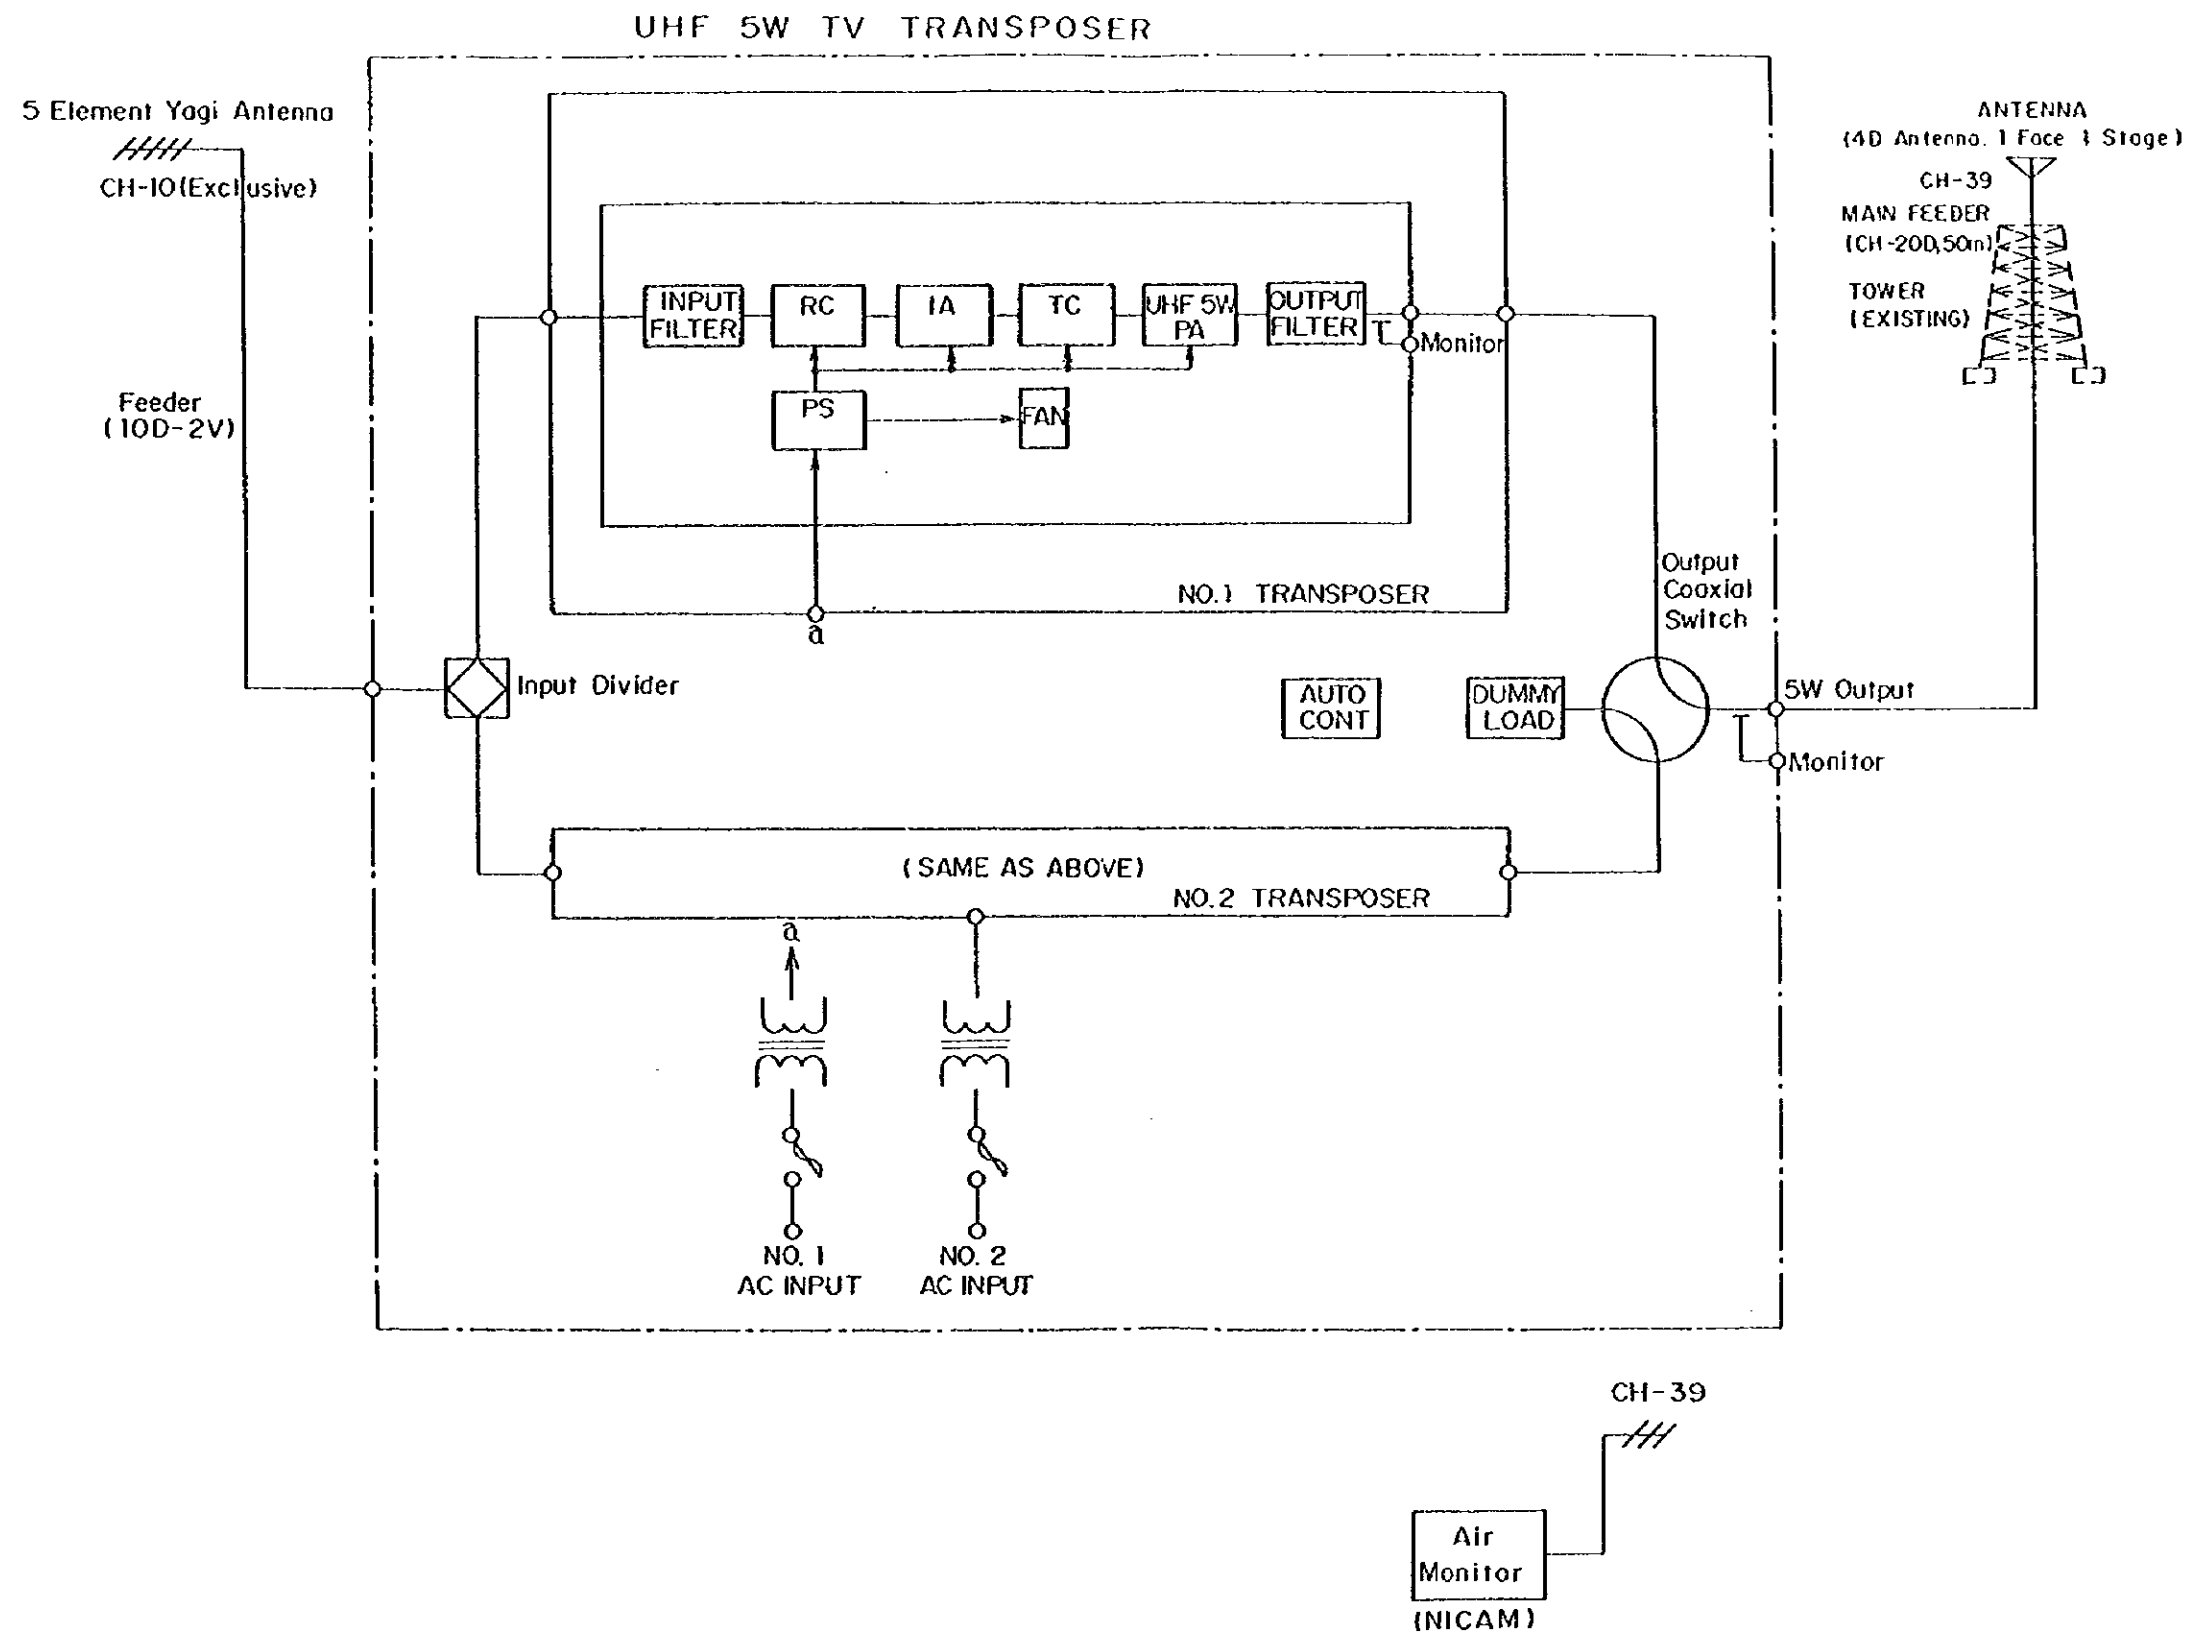 UHF 5W TV TRANSPOSER
5 Element Yagi Antenna
CH-10(Exclusive)
Feeder
(10D-2V)
ANTENNA
(4D Antenna. 1 Face Stage)
CH-39
MAIN FEEDER
(CH-20D,50m)
TOWER
(EXISTING)
INPUT
FILTER
RC
IA
TC
UHF 5W
PA
OUTPUT
FILTER
Monitor
PS
FAN
NO.1 TRANSPOSER
a
Output
Coaxial
Switch
Input Divider
AUTO
CONT
DUMMY
LOAD
5W Output
Monitor
(SAME AS ABOVE)
NO.2 TRANSPOSER
a
NO. 1
AC INPUT
NO. 2
AC INPUT
CH-39
Air
Monitor
(NICAM)